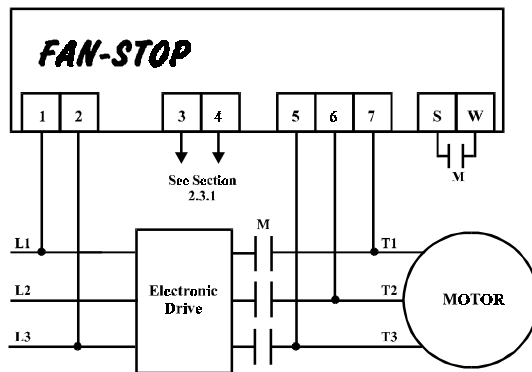 FAN-STOP
1 2 3 4 5 6 7 S W
See Section
2.3.1
M
M
L1 T1
L2 T2
L3 T3
Electronic
Drive
MOTOR